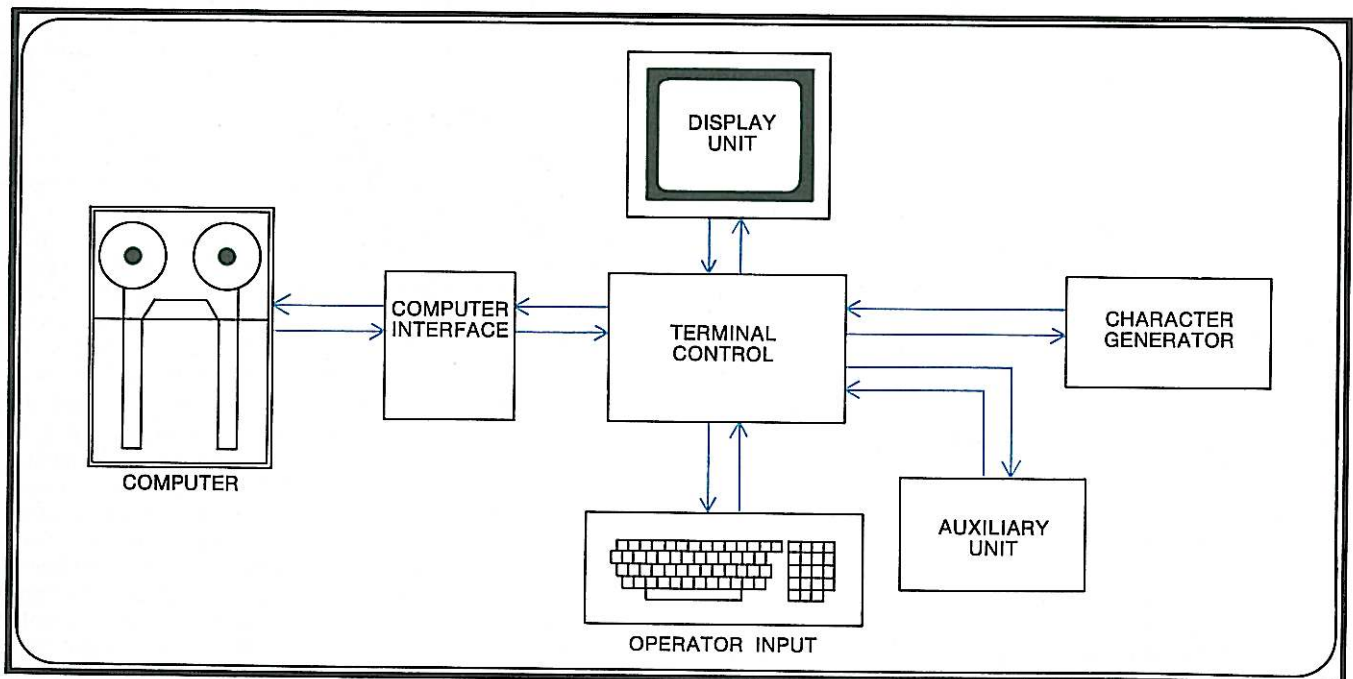 DISPLAY
UNIT
COMPUTER
INTERFACE
TERMINAL
CONTROL
CHARACTER
GENERATOR
COMPUTER
AUXILIARY
UNIT
OPERATOR INPUT